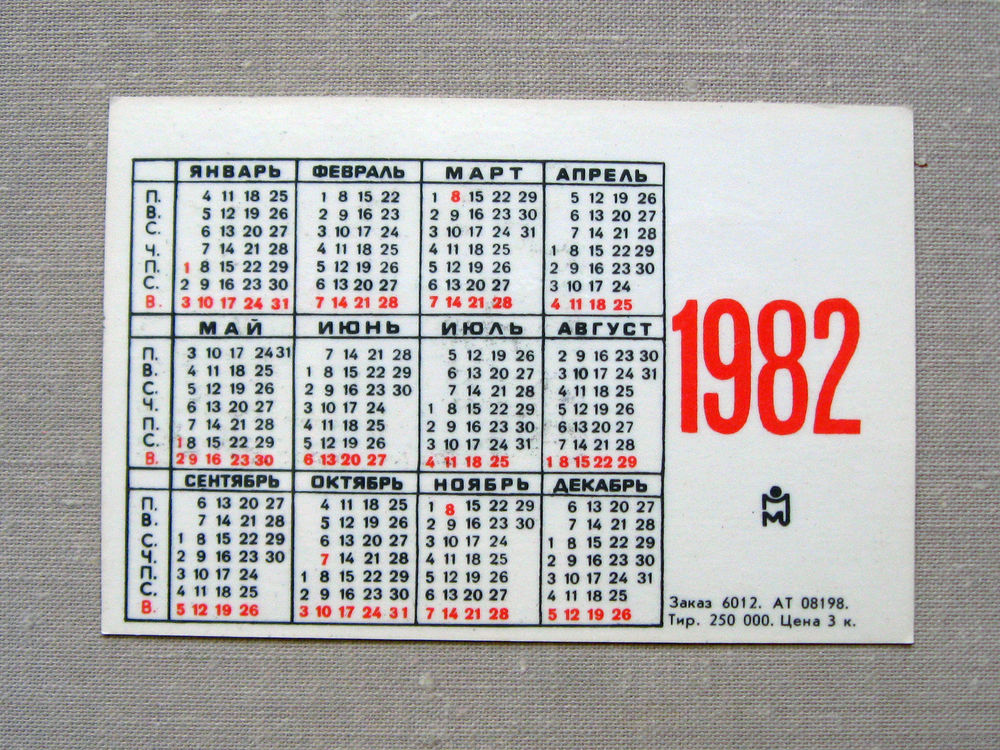 ЯНВАРЬ ФЕВРАЛЬ МАРТ АПРЕЛЬ
П. 4 11 18 25 1 8 15 22 1 8 15 22 29 5 12 19 26
В. 5 12 19 26 2 9 16 23 2 9 16 23 30 6 13 20 27
С. 6 13 20 27 3 10 17 24 3 10 17 24 31 7 14 21 28
Ч. 7 14 21 28 4 11 18 25 4 11 18 25 1 8 15 22 29
П. 1 8 15 22 29 5 12 19 26 5 12 19 26 2 9 16 23 30
С. 2 9 16 23 30 6 13 20 27 6 13 20 27 3 10 17 24
В. 3 10 17 24 31 7 14 21 28 7 14 21 28 4 11 18 25
МАЙ ИЮНЬ ИЮЛЬ АВГУСТ
П. 3 10 17 24 31 7 14 21 28 5 12 19 26 2 9 16 23 30
В. 4 11 18 25 1 8 15 22 29 6 13 20 27 3 10 17 24 31
С. 5 12 19 26 2 9 16 23 30 7 14 21 28 4 11 18 25
Ч. 6 13 20 27 3 10 17 24 1 8 15 22 29 5 12 19 26
П. 7 14 21 28 4 11 18 25 2 9 16 23 30 6 13 20 27
С. 1 8 15 22 29 5 12 19 26 3 10 17 24 31 7 14 21 28
В. 2 9 16 23 30 6 13 20 27 4 11 18 25 1 8 15 22 29
СЕНТЯБРЬ ОКТЯБРЬ НОЯБРЬ ДЕКАБРЬ
П. 6 13 20 27 4 11 18 25 1 8 15 22 29 6 13 20 27
В. 7 14 21 28 5 12 19 26 2 9 16 23 30 7 14 21 28
С. 1 8 15 22 29 6 13 20 27 3 10 17 24 1 8 15 22 29
Ч. 2 9 16 23 30 7 14 21 28 4 11 18 25 2 9 16 23 30
П. 3 10 17 24 1 8 15 22 29 5 12 19 26 3 10 17 24 31
С. 4 11 18 25 2 9 16 23 30 6 13 20 27 4 11 18 25
В. 5 12 19 26 3 10 17 24 31 7 14 21 28 5 12 19 26
1982
Заказ 6012. АТ 08198.
Тир. 250 000. Цена 3 к.